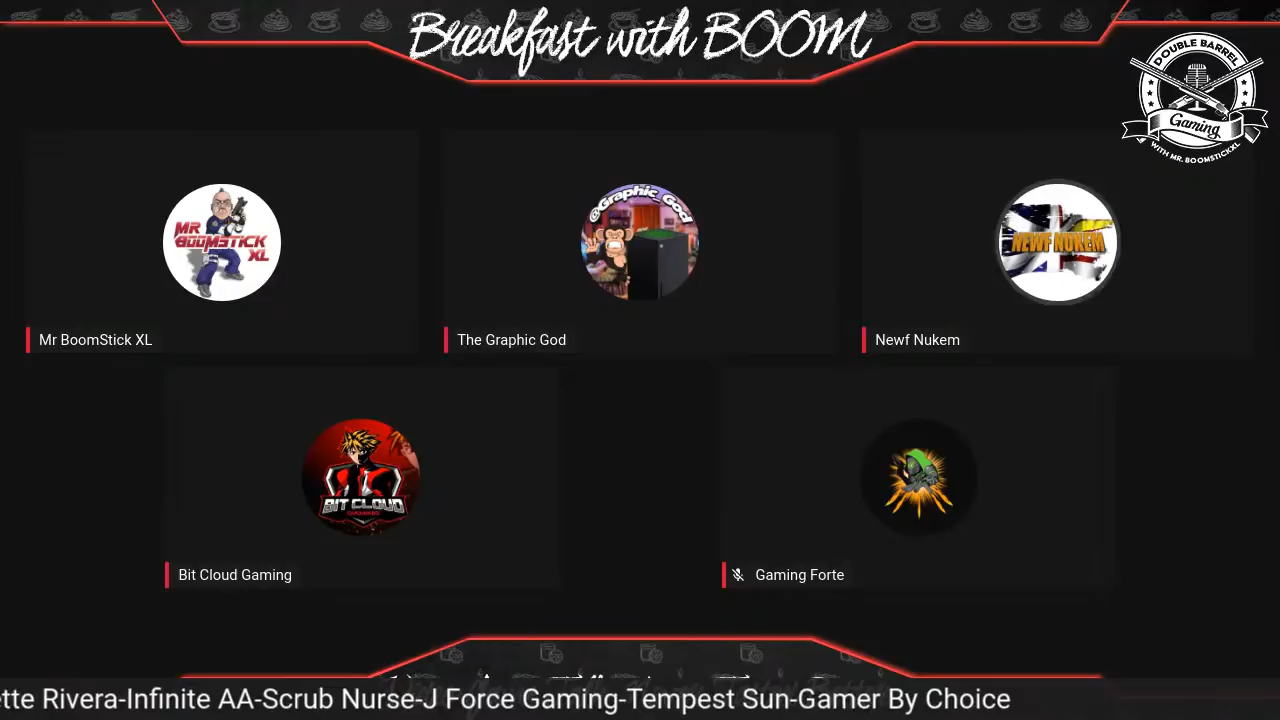 Breakfast with BOOM
DOUBLE BARREL
Gaming
WITH MR. BOOMSTICKXL
MR
BOOMSTICK
XL
@Graphic_God
NEWF NUKEM
Mr BoomStick XL
The Graphic God
Newf Nukem
BIT CLOUD
Bit Cloud Gaming
Gaming Forte
ette Rivera-Infinite AA-Scrub Nurse-J Force Gaming-Tempest Sun-Gamer By Choice